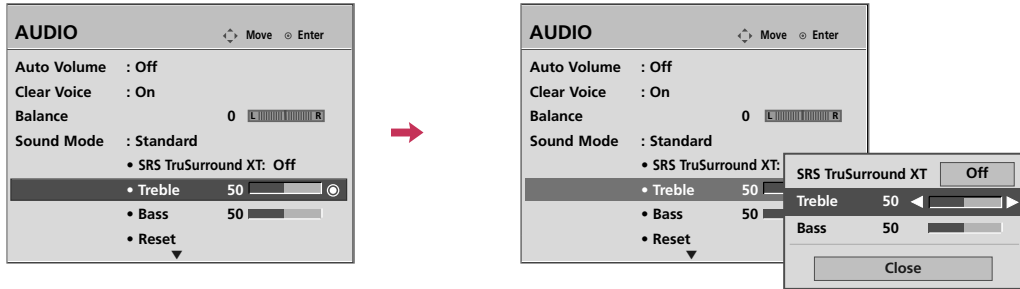 AUDIO Move Enter
Auto Volume : Off
Clear Voice : On
Balance 0 L R
Sound Mode : Standard
• SRS TruSurround XT: Off
• Treble 50
• Bass 50
• Reset
AUDIO Move Enter
Auto Volume : Off
Clear Voice : On
Balance 0 L R
Sound Mode : Standard
• SRS TruSurround XT:
• Treble 50
• Bass 50
• Reset
SRS TruSurround XT Off
Treble 50
Bass 50
Close